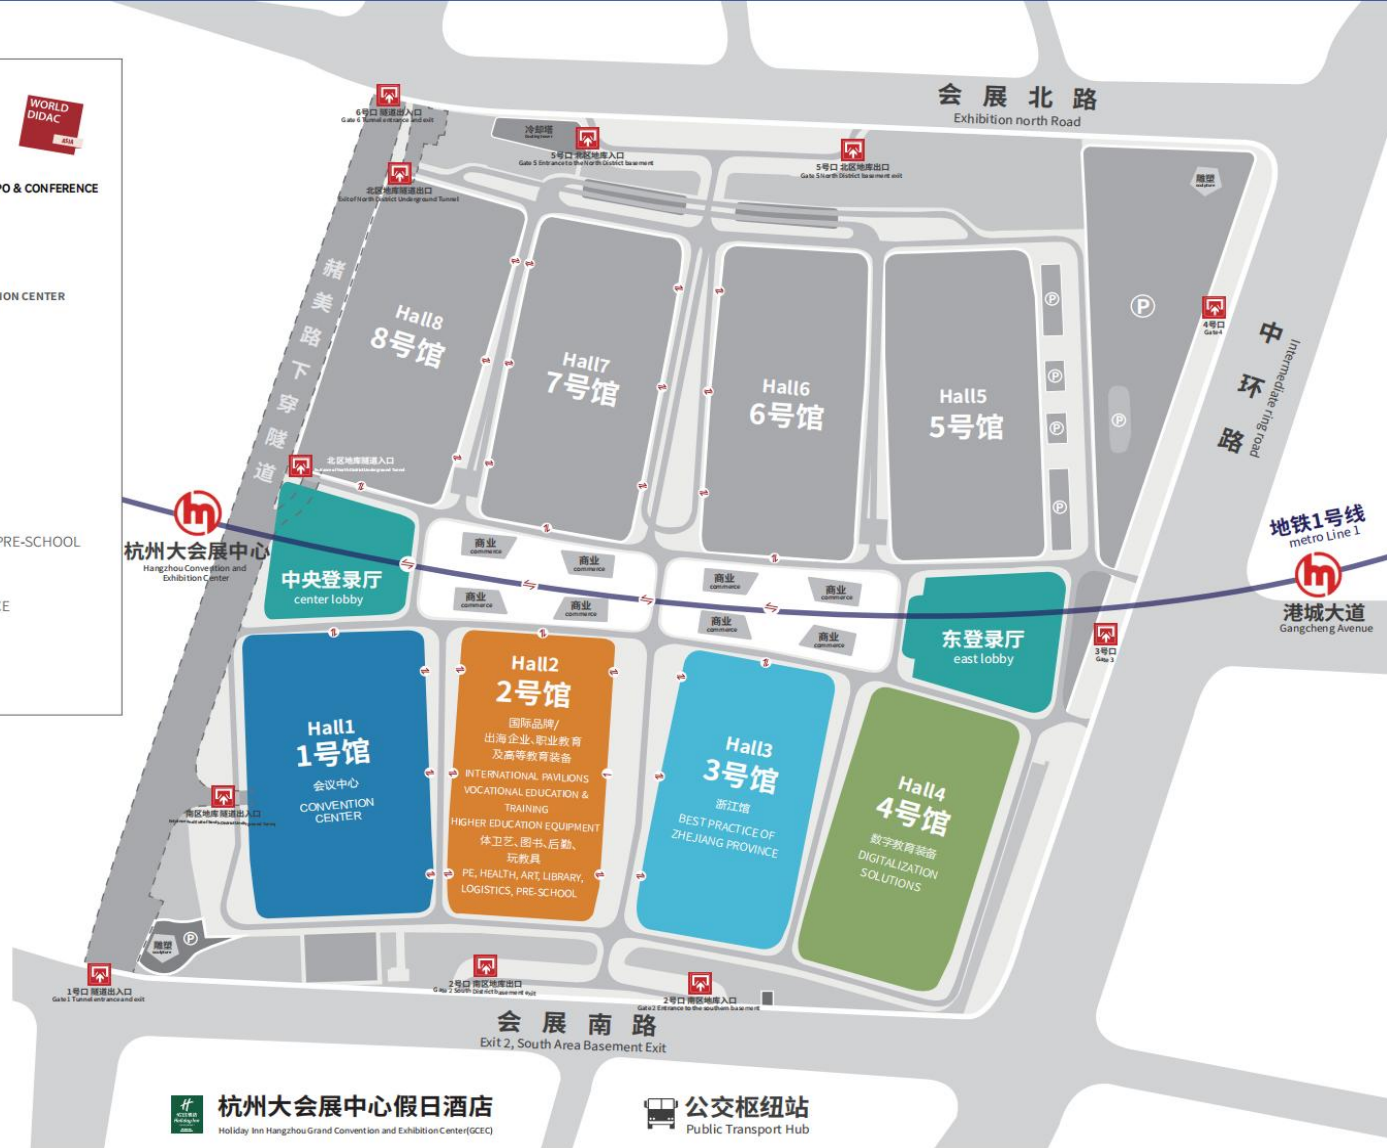 会展北路
Exhibition north Road
WORLD
DIDAC
ASIA
PO & CONFERENCE
ION CENTER
PRE-SCHOOL
CE
6号口 隧道出入口
Gate 6 Tunnel entrance and exit
冷却塔
5号口 北区地库入口
Gate 5 Entrance to the North District basement
5号口 北区地库出口
Gate 5 North District basement exit
雕塑
sculpture
北区地库隧道出口
Exit of North District Underground Tunnel
赭美路下穿隧道
Hall8
8号馆
Hall7
7号馆
Hall6
6号馆
Hall5
5号馆
P
P
P
P
P
P
4号口
Gate4
中环路
Intermediate ring road
北区地库隧道入口
杭州大会展中心
Hangzhou Convention and
Exhibition Center
地铁1号线
metro Line 1
港城大道
Gangcheng Avenue
中央登录厅
center lobby
商业
commerce
商业
commerce
商业
commerce
商业
commerce
商业
commerce
商业
commerce
商业
commerce
商业
commerce
东登录厅
east lobby
3号口
Gate 3
Hall1
1号馆
会议中心
CONVENTION
CENTER
Hall2
2号馆
国际品牌/
出海企业、职业教育
及高等教育装备
INTERNATIONAL PAVILIONS
VOCATIONAL EDUCATION &
TRAINING
HIGHER EDUCATION EQUIPMENT
体卫艺、图书、后勤、
玩教具
PE, HEALTH, ART, LIBRARY,
LOGISTICS, PRE-SCHOOL
Hall3
3号馆
浙江馆
BEST PRACTICE OF
ZHEJIANG PROVINCE
Hall4
4号馆
数字教育装备
DIGITALIZATION
SOLUTIONS
南区地库 隧道出入口
雕塑
sculpture
P
1号口 隧道出入口
Gate 1 Tunnel entrance and exit
2号口 南区地库出口
Gate 2 South District basement exit
2号口 南区地库入口
Gate 2 Entrance to the southern basement
会展南路
Exit 2, South Area Basement Exit
Holiday Inn
杭州大会展中心假日酒店
Holiday Inn Hangzhou Grand Convention and Exhibition Center(GCEC)
公交枢纽站
Public Transport Hub